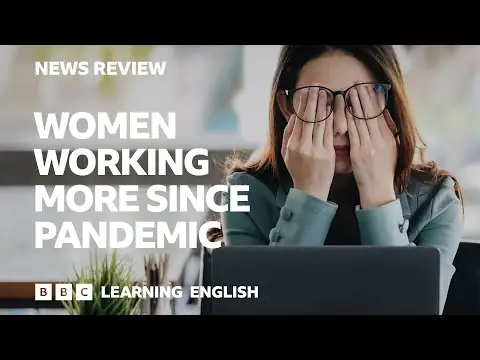 NEWS REVIEW
WOMEN
WORKING
MORE SINCE
PANDEMIC
BBC LEARNING ENGLISH